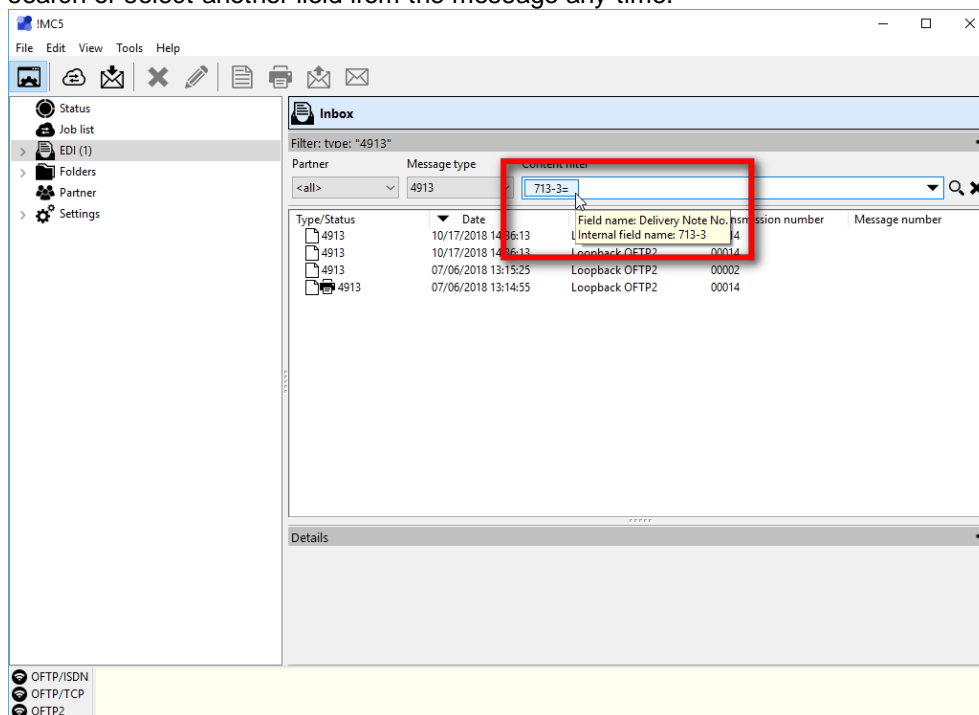 search or select another field from the message any time.
!MC5
File Edit View Tools Help
Status
Job list
EDI (1)
Folders
Partner
Settings
Inbox
Filter: type: "4913"
Partner Message type Content filter
<all> 4913 713-3=
Field name: Delivery Note No.
Internal field name: 713-3
Type/Status Date number Message number
4913 10/17/2018 14:36:13
4913 10/17/2018 14:36:13 Loopback OFTP2 00014
4913 07/06/2018 13:15:25 Loopback OFTP2 00002
4913 07/06/2018 13:14:55 Loopback OFTP2 00014
Details
OFTP/ISDN
OFTP/TCP
OFTP2